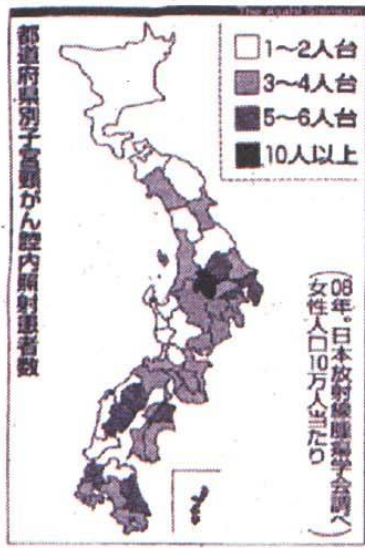 The Asahi Shimbun
都道府県別子宮頸がん腔内照射患者数
1〜2人台
3〜4人台
5〜6人台
10人以上
(08年。日本放射線腫瘍学会調べ)
女性人口10万人当たり